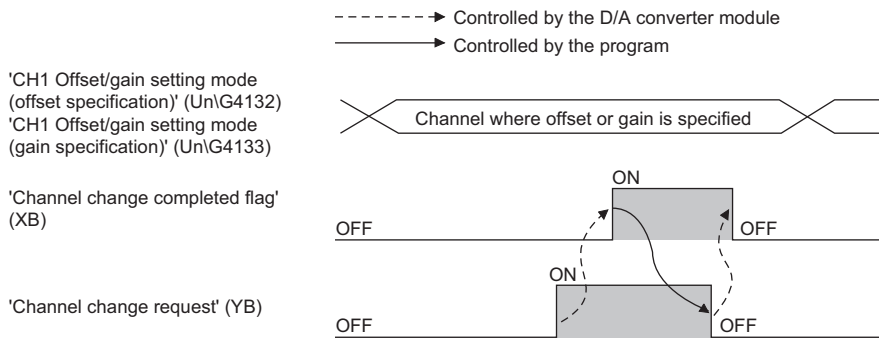 Controlled by the D/A converter module
Controlled by the program
'CH1 Offset/gain setting mode
(offset specification)' (Un\G4132)
'CH1 Offset/gain setting mode
(gain specification)' (Un\G4133)
Channel where offset or gain is specified
'Channel change completed flag'
(XB)
OFF
ON
OFF
'Channel change request' (YB)
OFF
ON
OFF